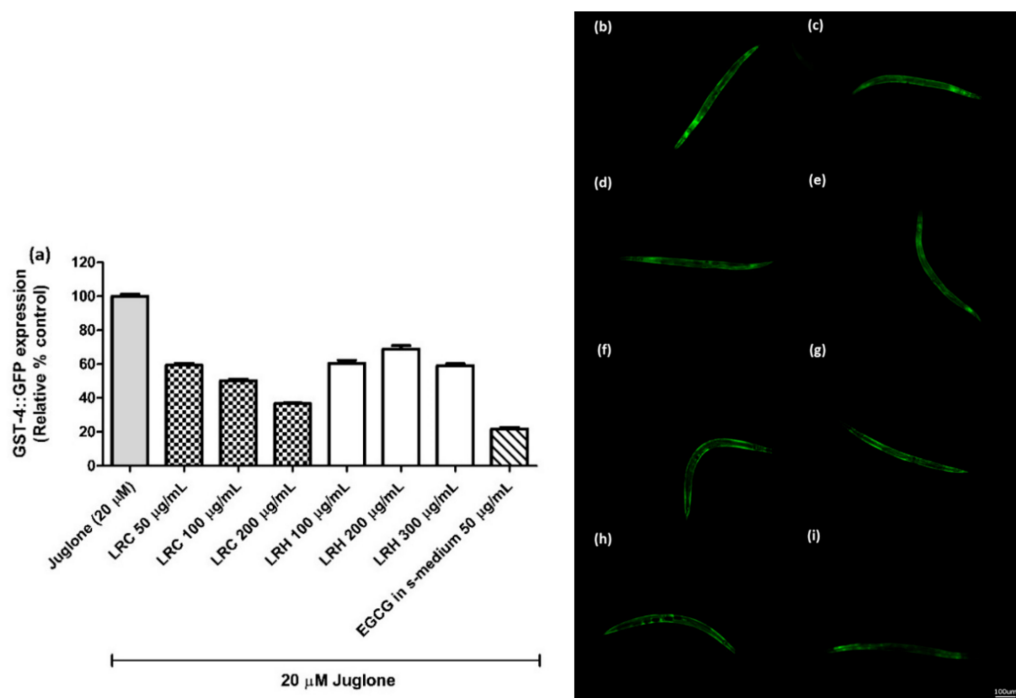 (a)
GST-4::GFP expression
(Relative % control)
120
100
80
60
40
20
0
Juglone (20 μM)
LRC 50 μg/mL
LRC 100 μg/mL
LRC 200 μg/mL
LRH 100 μg/mL
LRH 200 μg/mL
LRH 300 μg/mL
EGCG in s-medium 50 μg/mL
20 μM Juglone
(b)
(c)
(d)
(e)
(f)
(g)
(h)
(i)
100um